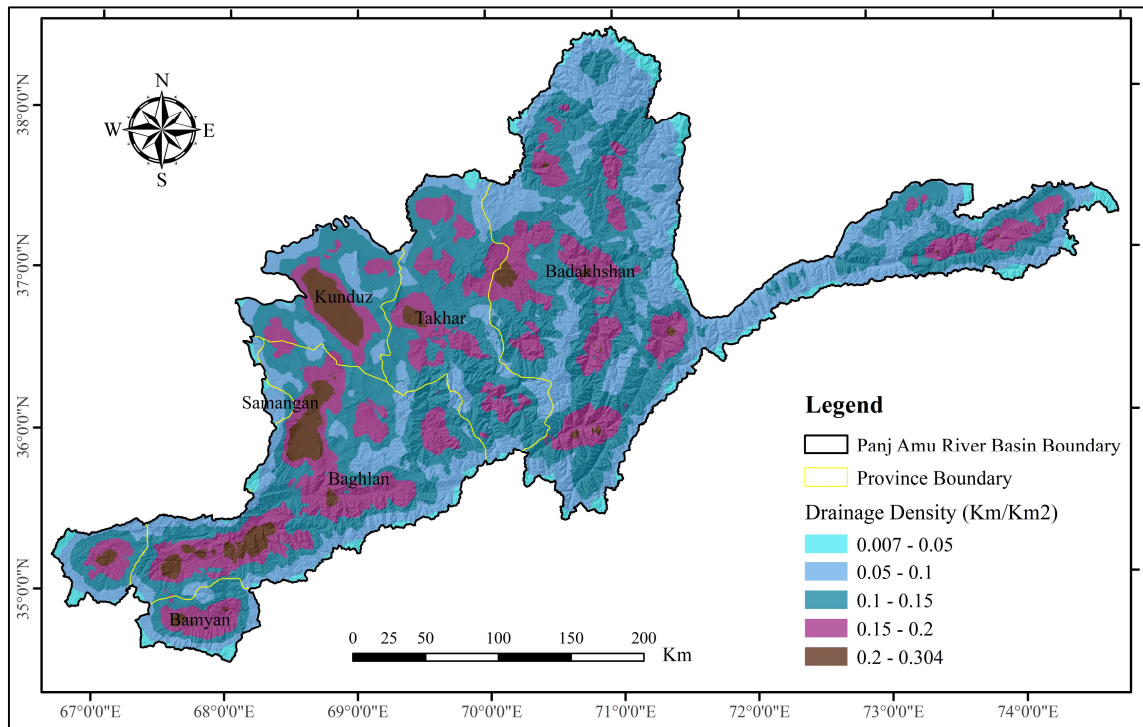 N
W E
S
38°0'0"N
37°0'0"N
36°0'0"N
35°0'0"N
Badakhshan
Kunduz
Takhar
Samangan
Baghlan
Bamyan
Legend
Panj Amu River Basin Boundary
Province Boundary
Drainage Density (Km/Km2)
0.007 - 0.05
0.05 - 0.1
0.1 - 0.15
0.15 - 0.2
0.2 - 0.304
0 25 50 100 150 200
Km
67°0'0"E 68°0'0"E 69°0'0"E 70°0'0"E 71°0'0"E 72°0'0"E 73°0'0"E 74°0'0"E